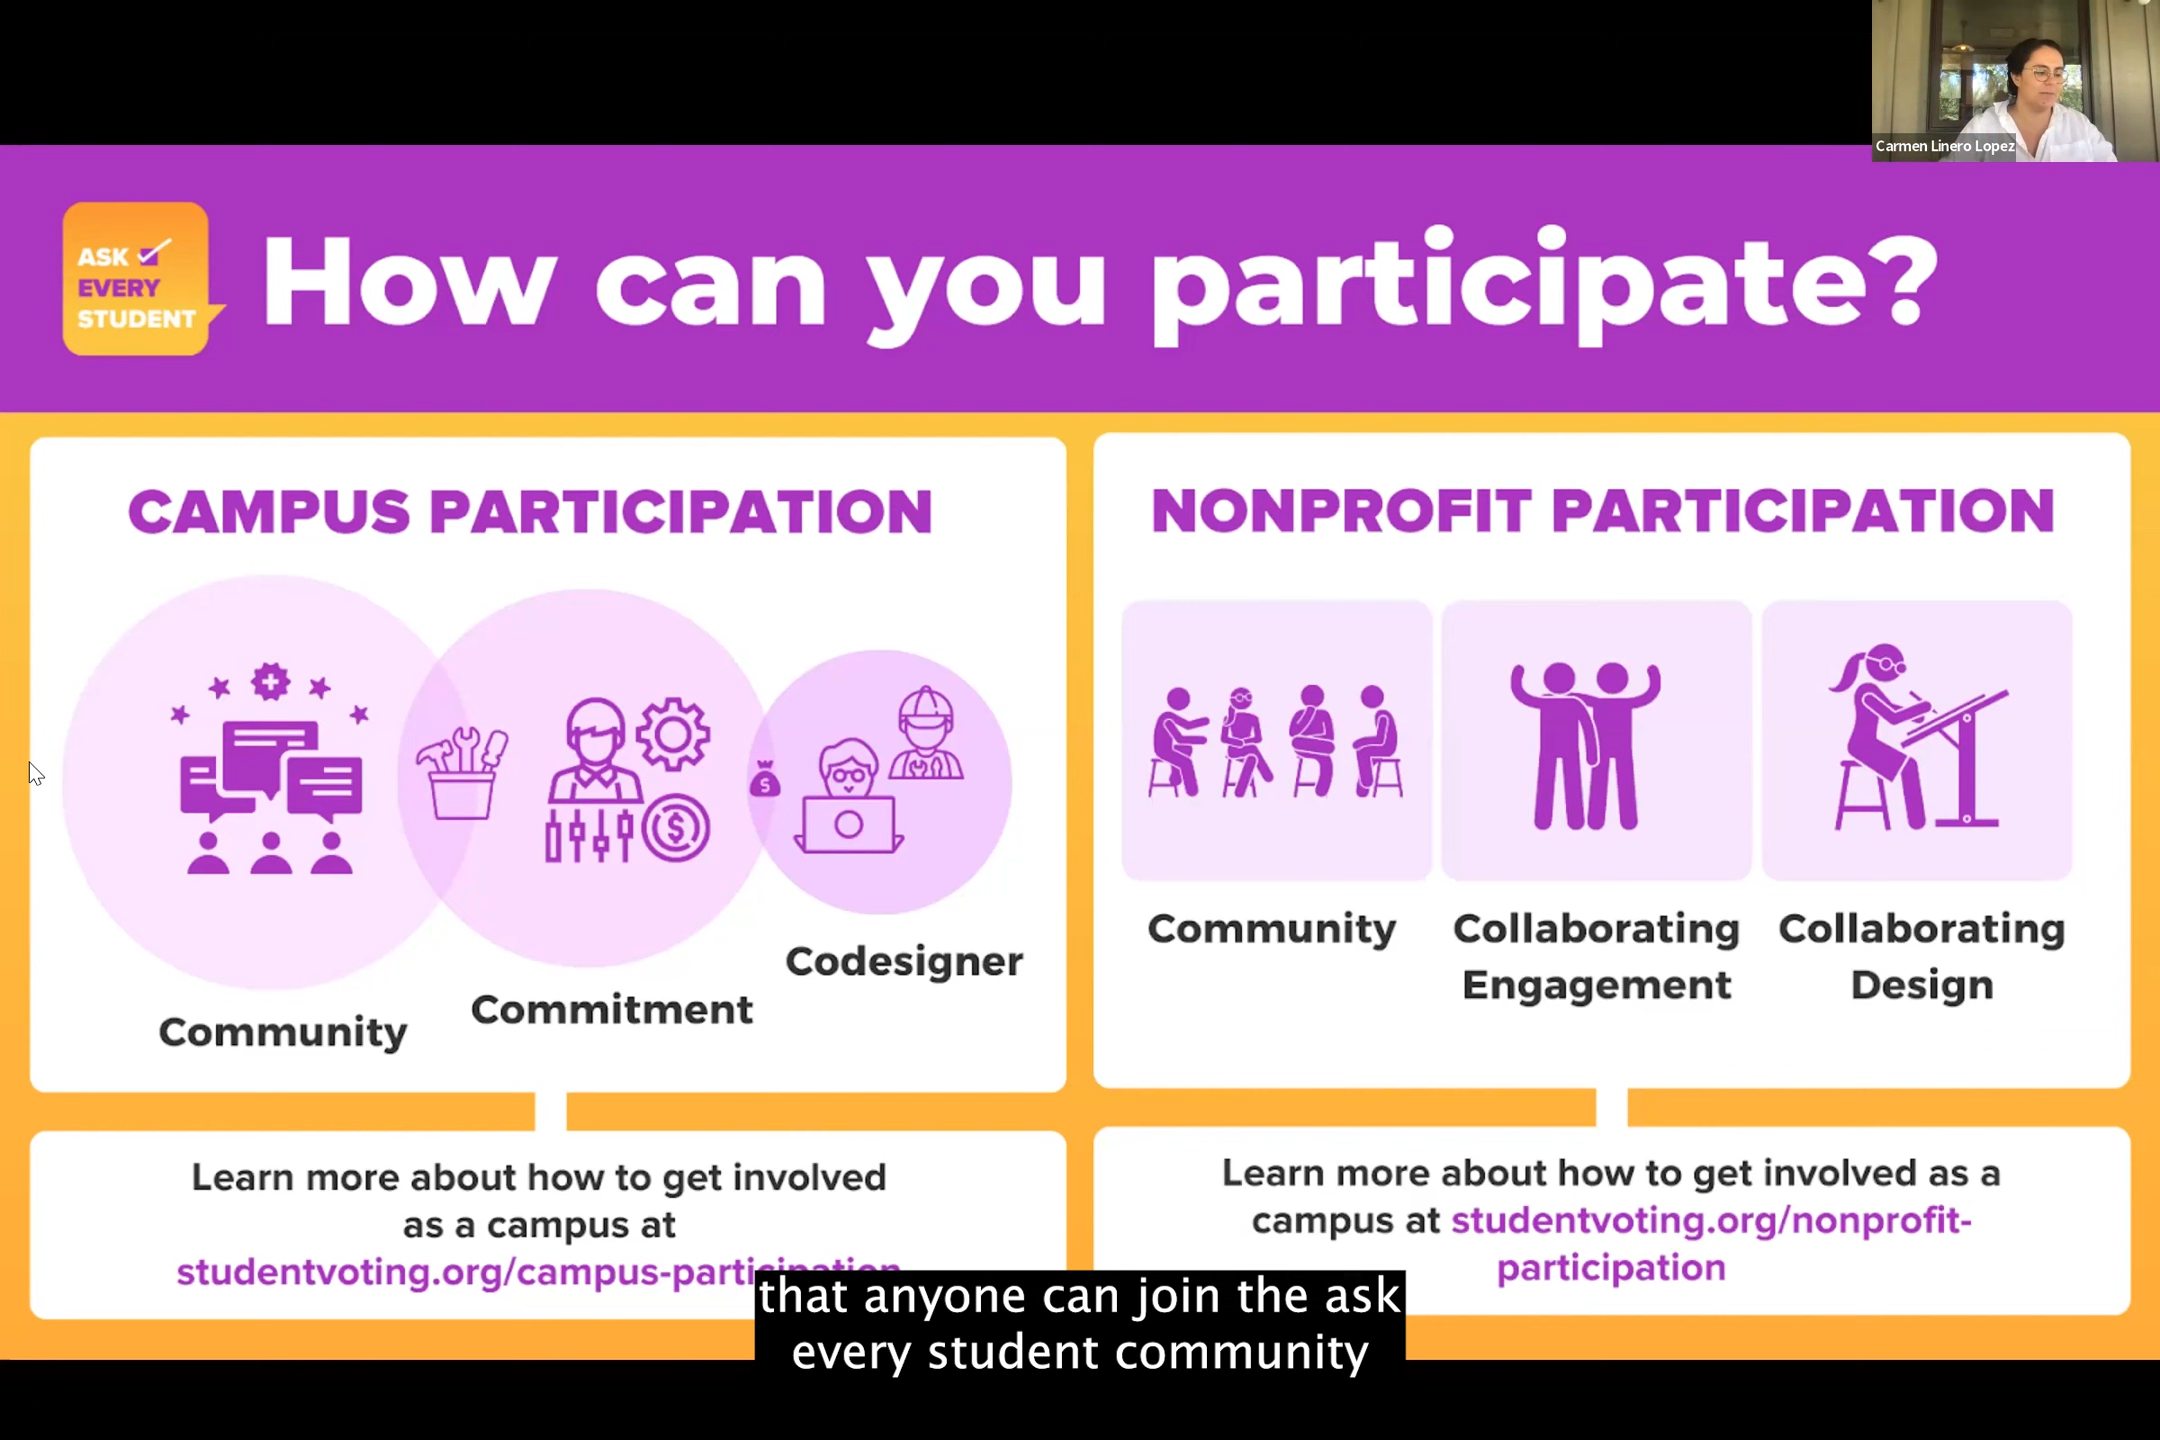 Carmen Linero Lopez
ASK
EVERY
STUDENT
How can you participate?
CAMPUS PARTICIPATION
$
$
Community
Commitment
Codesigner
Learn more about how to get involved
as a campus at
studentvoting.org/campus-participation
NONPROFIT PARTICIPATION
Community
Collaborating
Engagement
Collaborating
Design
Learn more about how to get involved as a
campus at studentvoting.org/nonprofit-
participation
that anyone can join the ask
every student community